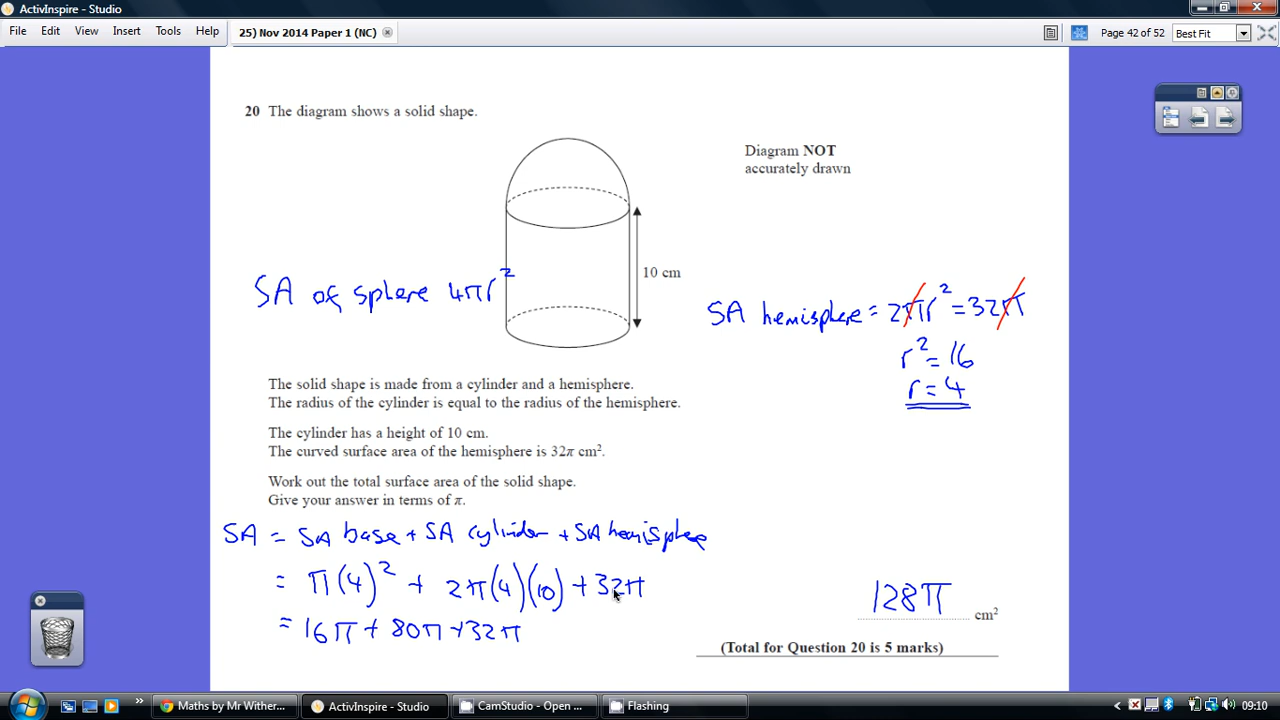 ActivInspire - Studio
File Edit View Insert Tools Help
25) Nov 2014 Paper 1 (NC)
Page 42 of 52
Best Fit
20 The diagram shows a solid shape.
Diagram NOT
accurately drawn
10 cm
SA of sphere 4πr²
SA hemisphere = 2πr² = 32π
r² = 16
r = 4
The solid shape is made from a cylinder and a hemisphere.
The radius of the cylinder is equal to the radius of the hemisphere.
The cylinder has a height of 10 cm.
The curved surface area of the hemisphere is 32π cm².
Work out the total surface area of the solid shape.
Give your answer in terms of π.
SA = SA base + SA cylinder + SA hemisphere
= π(4)² + 2π(4)(10) + 32π
= 16π + 80π + 32π
128π cm²
(Total for Question 20 is 5 marks)
Maths by Mr Wither...
ActivInspire - Studio
CamStudio - Open ...
Flashing
09:10